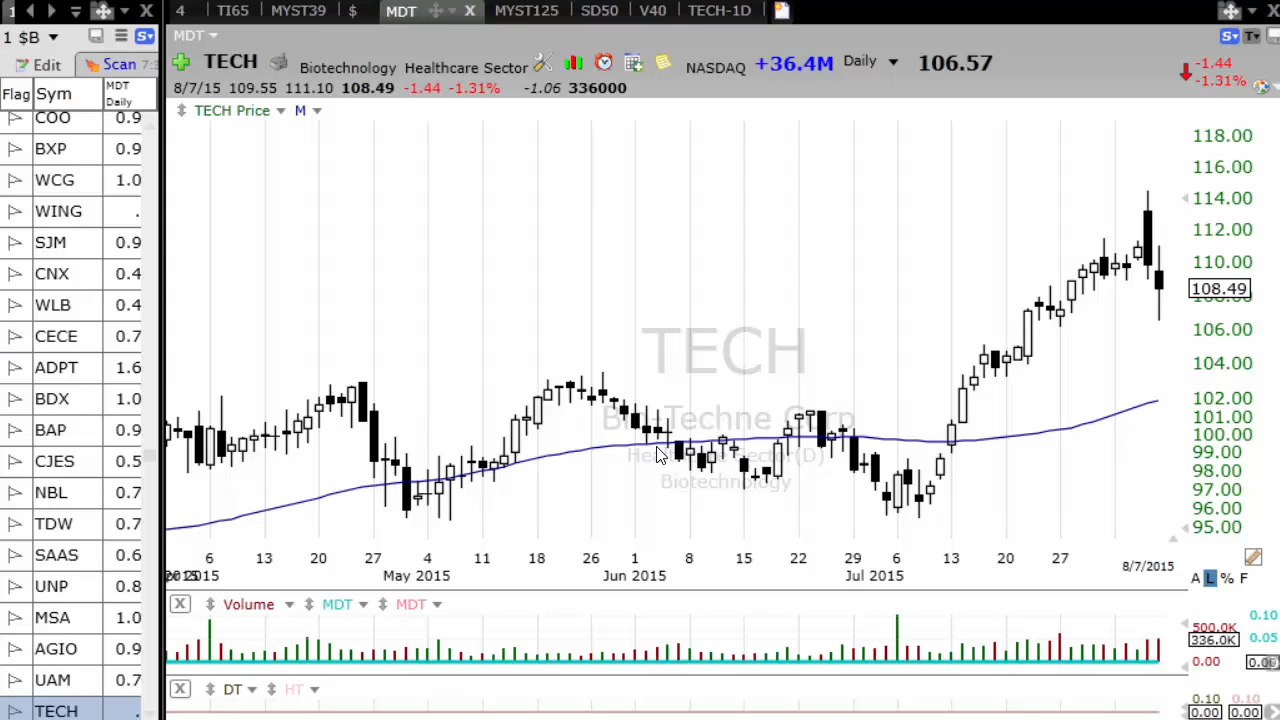 1 4 TI65 MYST39 $ MDT MYST125 SD50 V40 TECH-1D
1 $B S
MDT S T
Edit Scan 7:
TECH Biotechnology Healthcare Sector NASDAQ +36.4M Daily 106.57 -1.44 -1.31%
Flag Sym MDT Daily
8/7/15 109.55 111.10 108.49 -1.44 -1.31% -1.06 336000
TECH Price M
COO 0.9
BXP 0.9
WCG 1.0
WING .
SJM 0.9
CNX 0.4
WLB 0.4
CECE 0.7
ADPT 1.6
BDX 1.0
BAP 0.9
CJES 0.5
NBL 0.7
TDW 0.7
SAAS 0.6
UNP 0.8
MSA 1.0
AGIO 0.9
UAM 0.7
TECH .
118.00
116.00
114.00
112.00
110.00
108.49
106.00
104.00
102.00
101.00
100.00
99.00
98.00
97.00
96.00
95.00
TECH
Bio-Techne Corp
Healthcare Sector(D)
Biotechnology
6 13 20 27 4 11 18 26 1 8 15 22 29 6 13 20 27
2015 May 2015 Jun 2015 Jul 2015 8/7/2015
A L % F
X Volume MDT MDT
500.0K 0.10
336.0K 0.05
0.00 0.00
X DT HT
0.10 0.10
0.00 0.00